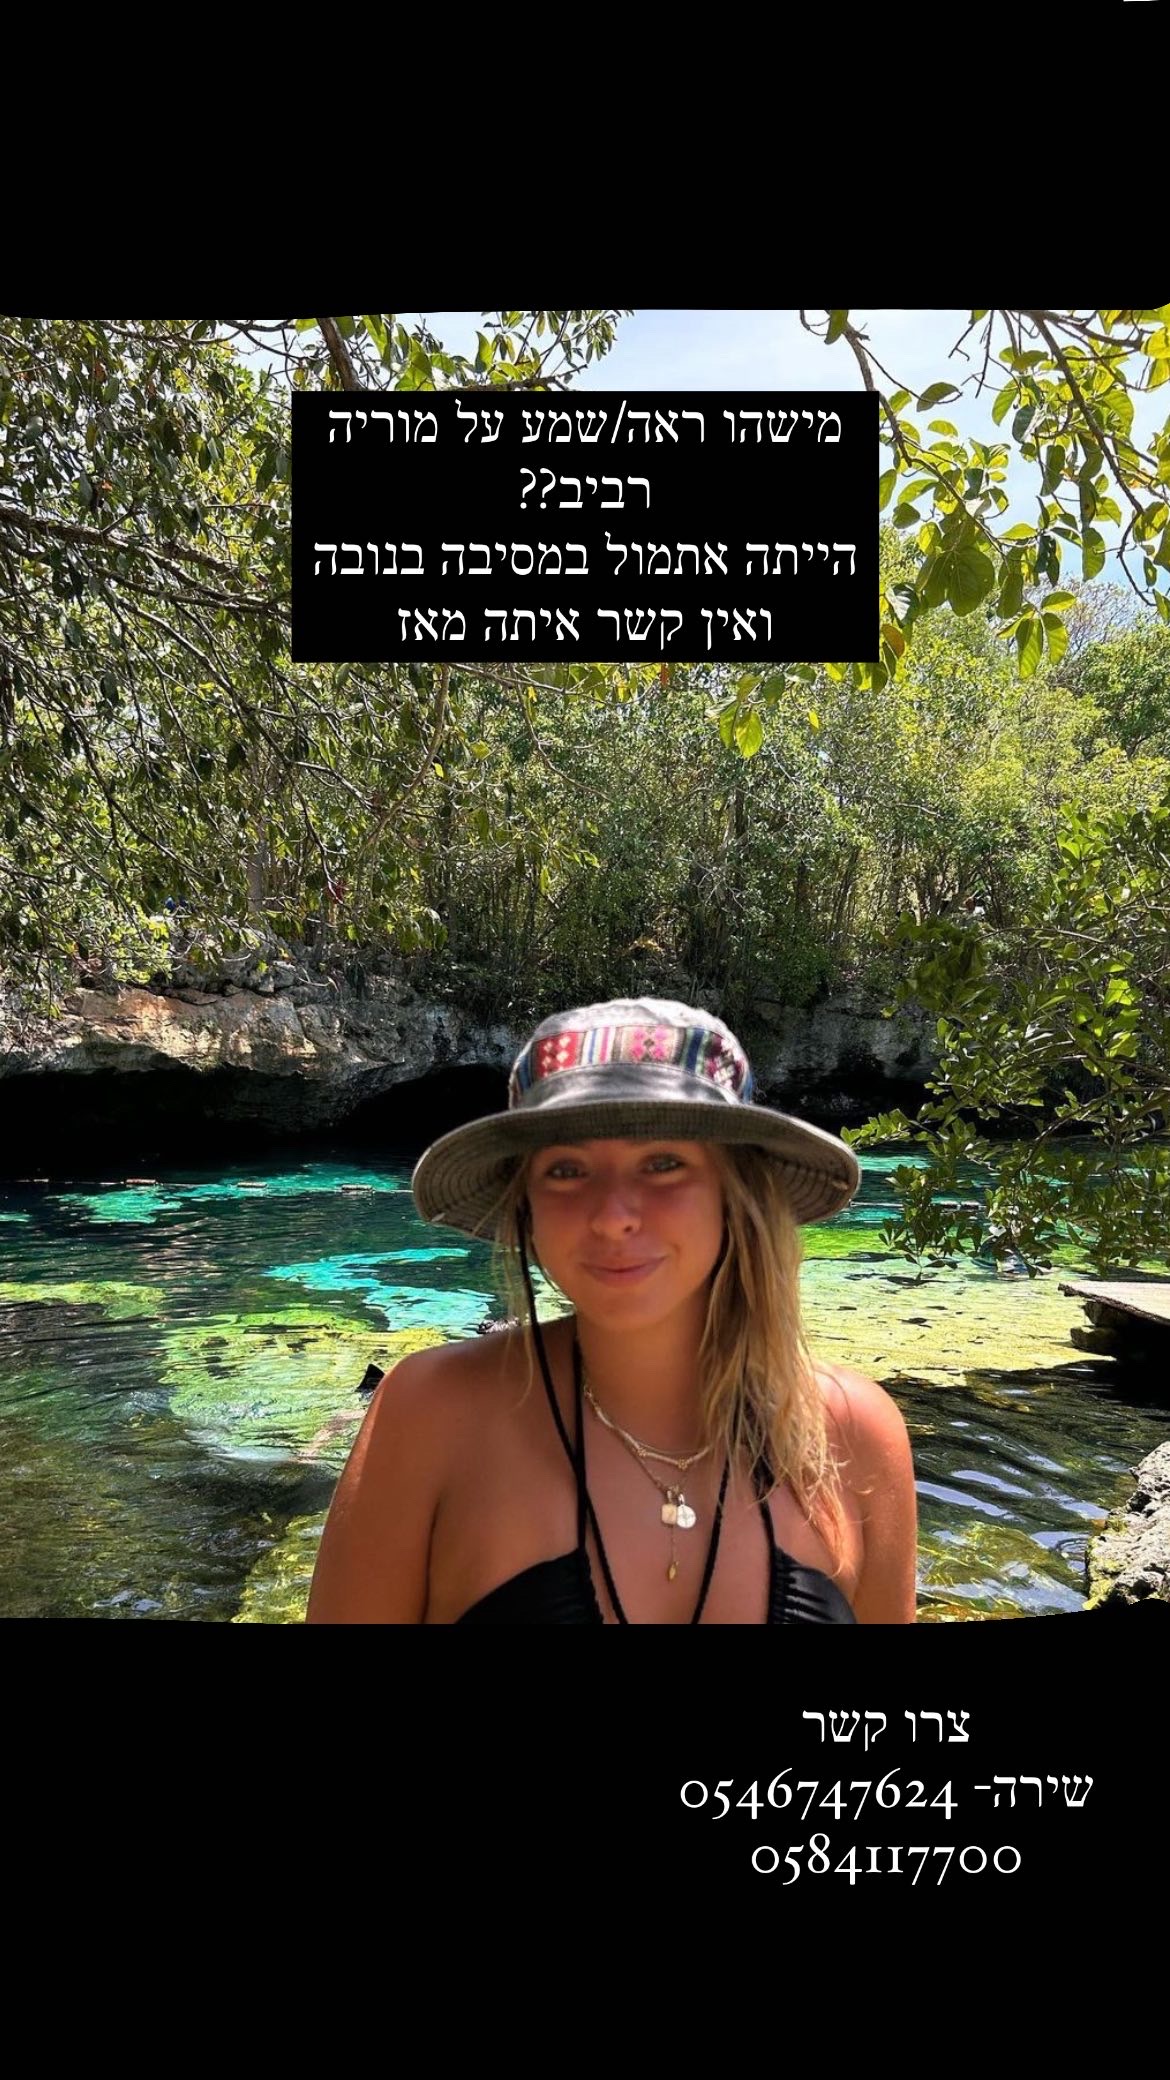 מישהו ראה/שמע על מוריה
רביב??
הייתה אתמול במסיבה בנובה
ואין קשר איתה מאז
צרו קשר
שירה- 0546747624
0584117700